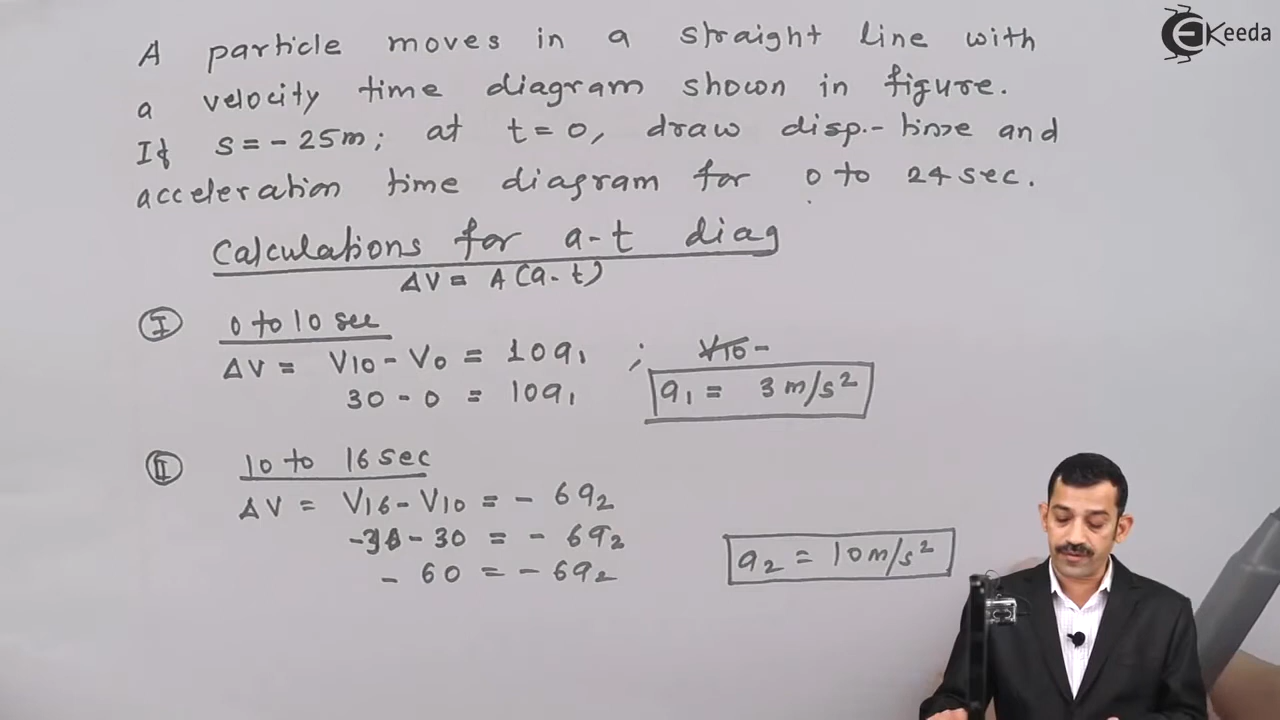 A particle moves in a straight line with
a velocity time diagram shown in figure.
If s = - 25m; at t = 0, draw disp.- time and
acceleration time diagram for 0 to 24 sec.
Calculations for a-t diag
ΔV = A(a-t)
I 0 to 10 sec
ΔV = V10 - V0 = 10a1 ; V10 -
30 - 0 = 10a1 a1 = 3 m/s2
II 10 to 16 sec
ΔV = V16 - V10 = - 6a2
-30 - 30 = - 6a2
- 60 = - 6a2 a2 = 10 m/s2
EKeeda